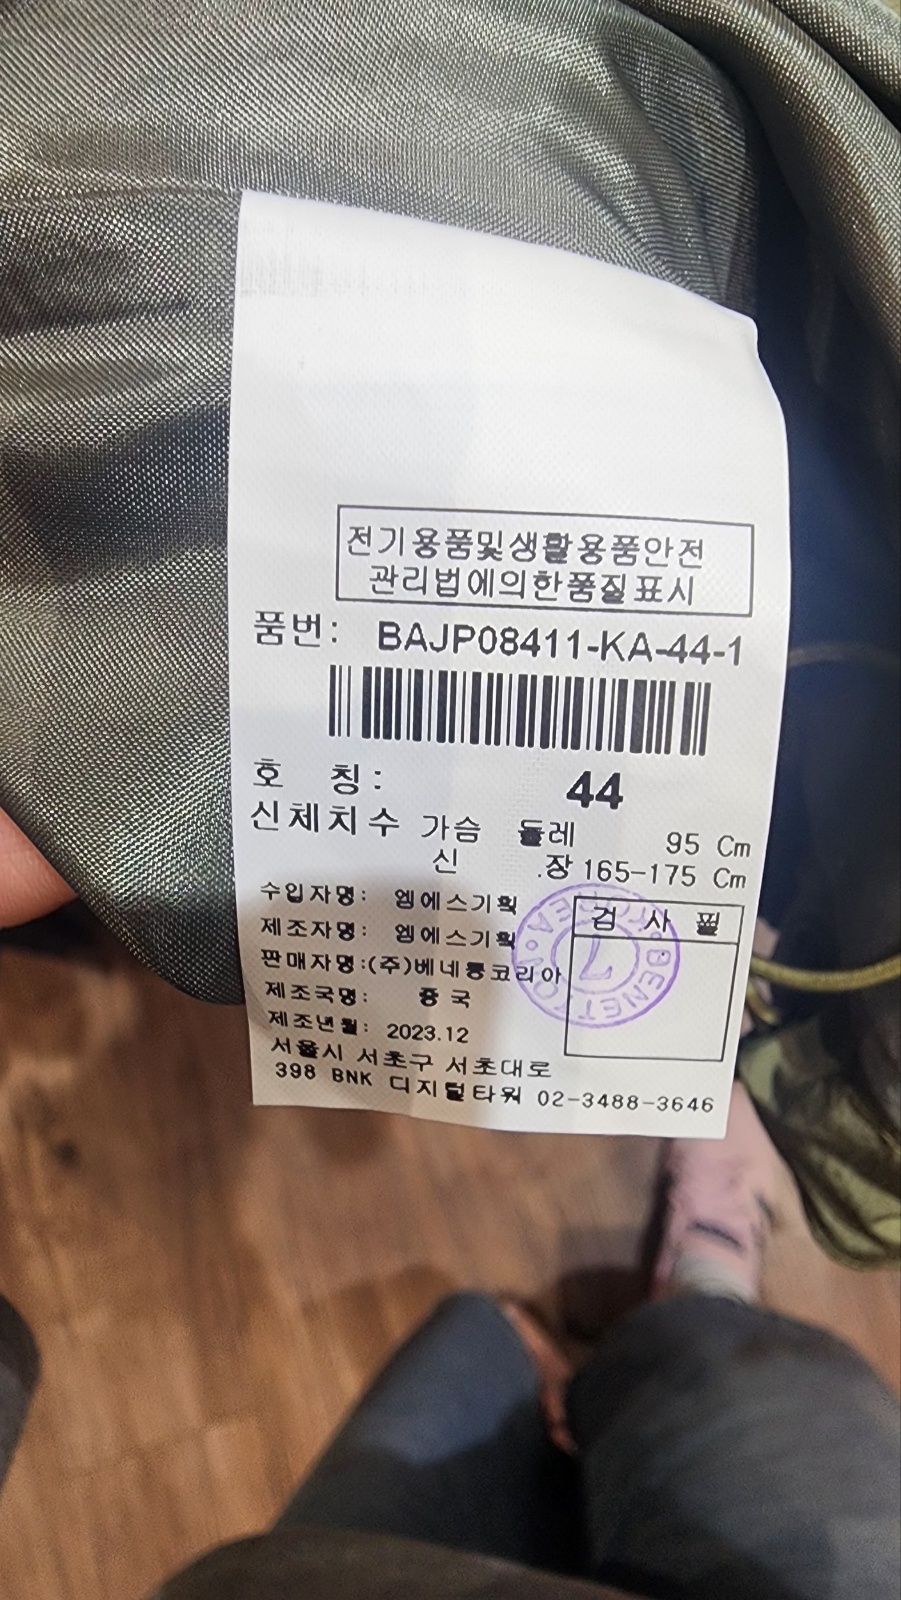 전기용품및생활용품안전
관리법에의한품질표시
품번: BAJP08411-KA-44-1
호 칭: 44
신체치수 가슴 둘레 95 Cm
신 .장 165-175 Cm
수입자명: 엠에스기획
제조자명: 엠에스기획
검 사 필
판매자명:(주)베네통코리아
제조국명: 중국
제조년월: 2023.12
서울시 서초구 서초대로
398 BNK 디지털타워 02-3488-3646
BENET
7